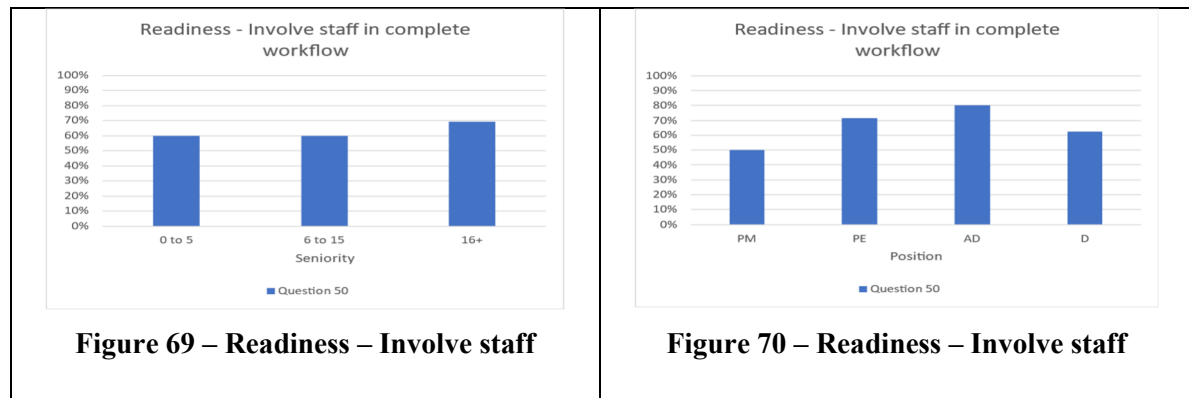 Readiness - Involve staff in complete
workflow
100%
90%
80%
70%
60%
50%
40%
30%
20%
10%
0%
0 to 5 6 to 15 16+
Seniority
Question 50
Figure 69 – Readiness – Involve staff
Readiness - Involve staff in complete
workflow
100%
90%
80%
70%
60%
50%
40%
30%
20%
10%
0%
PM PE AD D
Position
Question 50
Figure 70 – Readiness – Involve staff